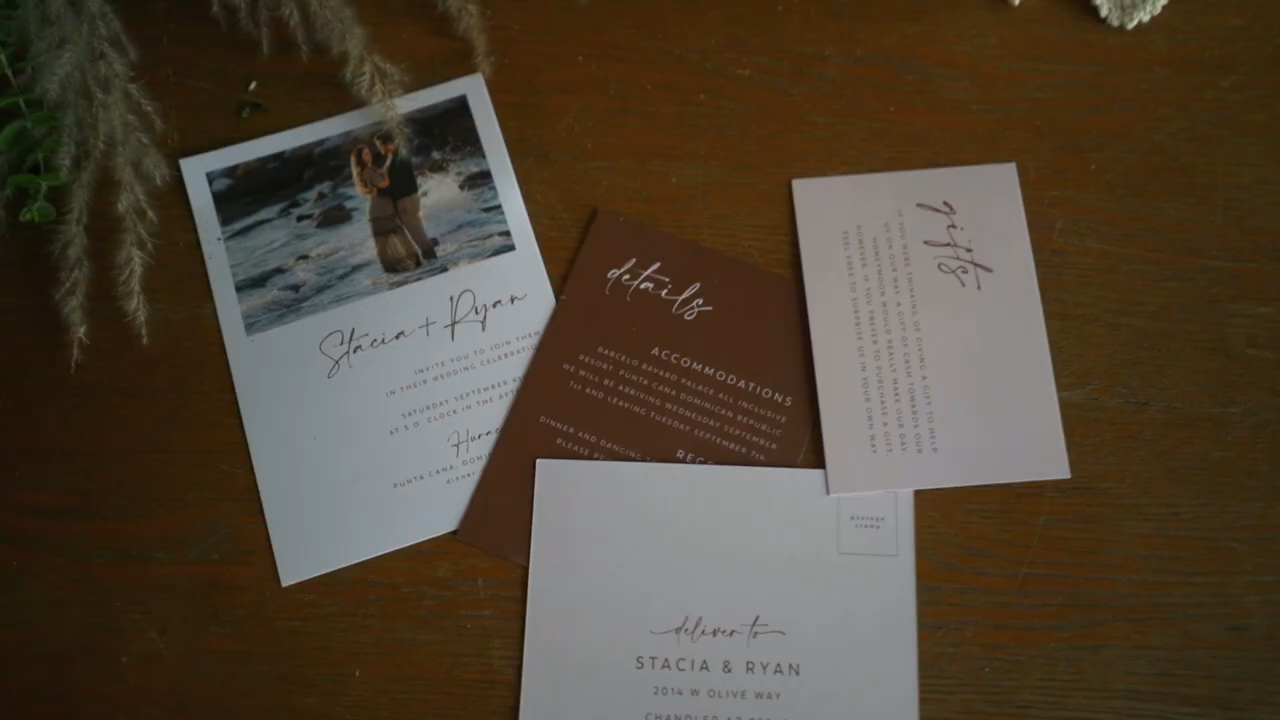 Stacia + Ryan
INVITE YOU TO JOIN THEM
IN THEIR WEDDING CELEBRATION
SATURDAY SEPTEMBER
AT 5 O' CLOCK IN THE
PUNTA CANA,
dinner
details
ACCOMMODATIONS
BARCELO BAVARO PALACE ALL INCLUSIVE
RESORT, PUNTA CANA DOMINICAN REPUBLIC
WE WILL BE ARRIVING WEDNESDAY SEPTEMBER
1st AND LEAVING TUESDAY SEPTEMBER 7th
DINNER AND DANCING
PLEASE
gifts
IF YOU WERE THINKING OF GIVING A GIFT TO HELP
US ON OUR WAY, A GIFT OF CASH TOWARDS OUR
HONEYMOON WOULD REALLY MAKE OUR DAY.
HOWEVER, IF YOU PREFER TO PURCHASE A GIFT,
FEEL FREE TO SURPRISE US IN YOUR OWN WAY
postage
stamp
deliver to
STACIA & RYAN
2014 W OLIVE WAY
CHANDLER AZ